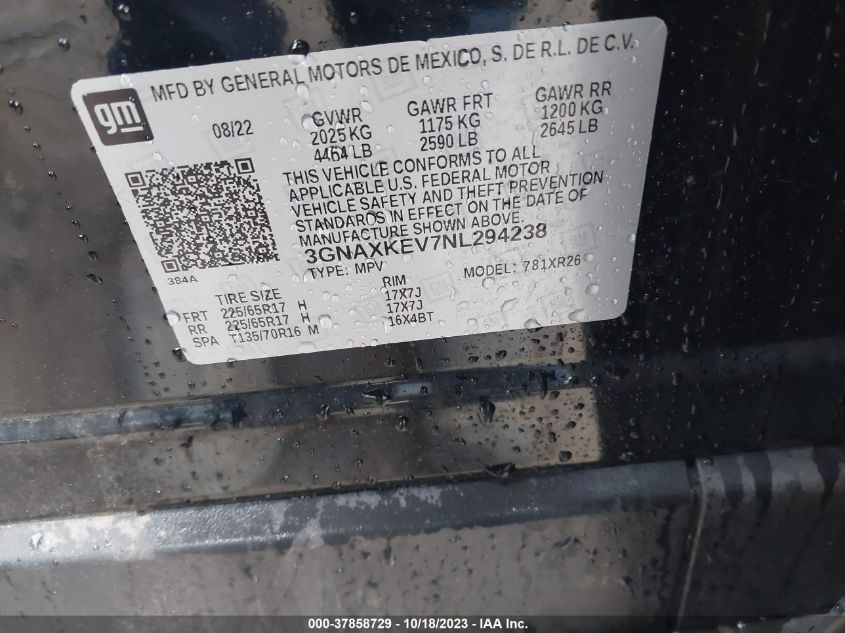 MFD BY GENERAL MOTORS DE MEXICO, S. DE R.L. DE C.V.
gm
08/22
GVWR GAWR FRT GAWR RR
2025 KG 1175 KG 1200 KG
4464 LB 2590 LB 2645 LB
THIS VEHICLE CONFORMS TO ALL
APPLICABLE U.S. FEDERAL MOTOR
VEHICLE SAFETY AND THEFT PREVENTION
STANDARDS IN EFFECT ON THE DATE OF
MANUFACTURE SHOWN ABOVE.
3GNAXKEV7NL294238
384A
TYPE: MPV MODEL: 781XR26
TIRE SIZE RIM
FRT 225/65R17 H 17X7J
RR 225/65R17 H 17X7J
SPA T135/70R16 M 16X4BT
000-37858729 - 10/18/2023 - IAA Inc.